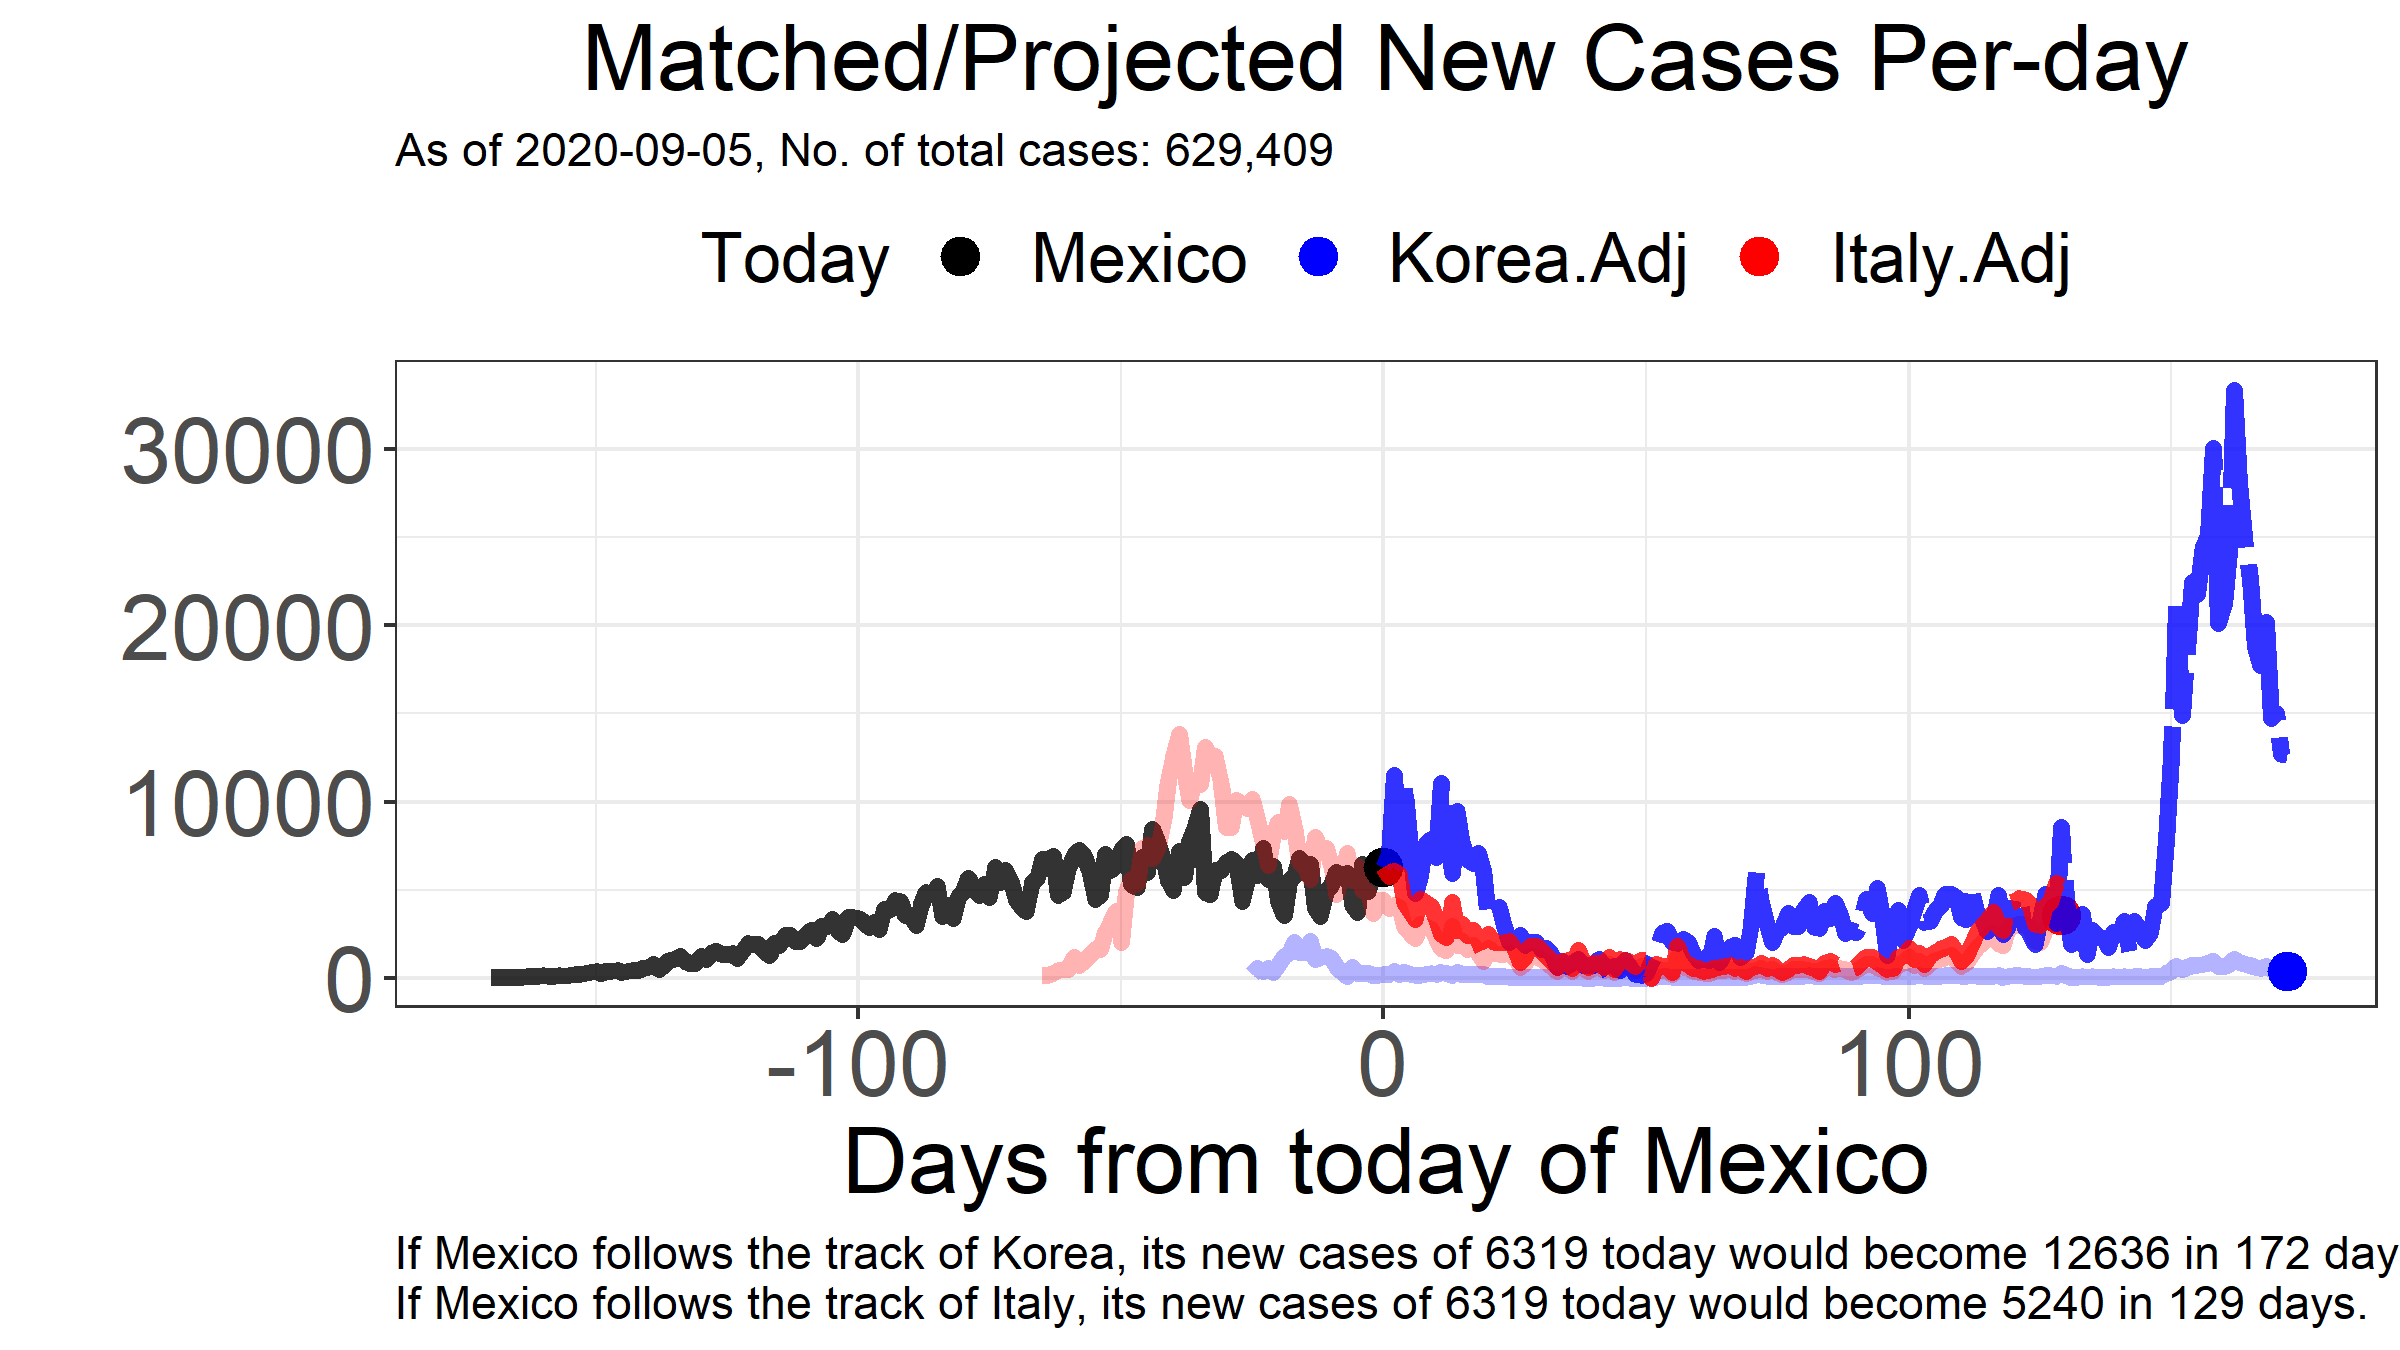 Matched/Projected New Cases Per-day
As of 2020-09-05, No. of total cases: 629,409
Today Mexico Korea.Adj Italy.Adj
30000
20000
10000
0
-100 0 100
Days from today of Mexico
If Mexico follows the track of Korea, its new cases of 6319 today would become 12636 in 172 day
If Mexico follows the track of Italy, its new cases of 6319 today would become 5240 in 129 days.